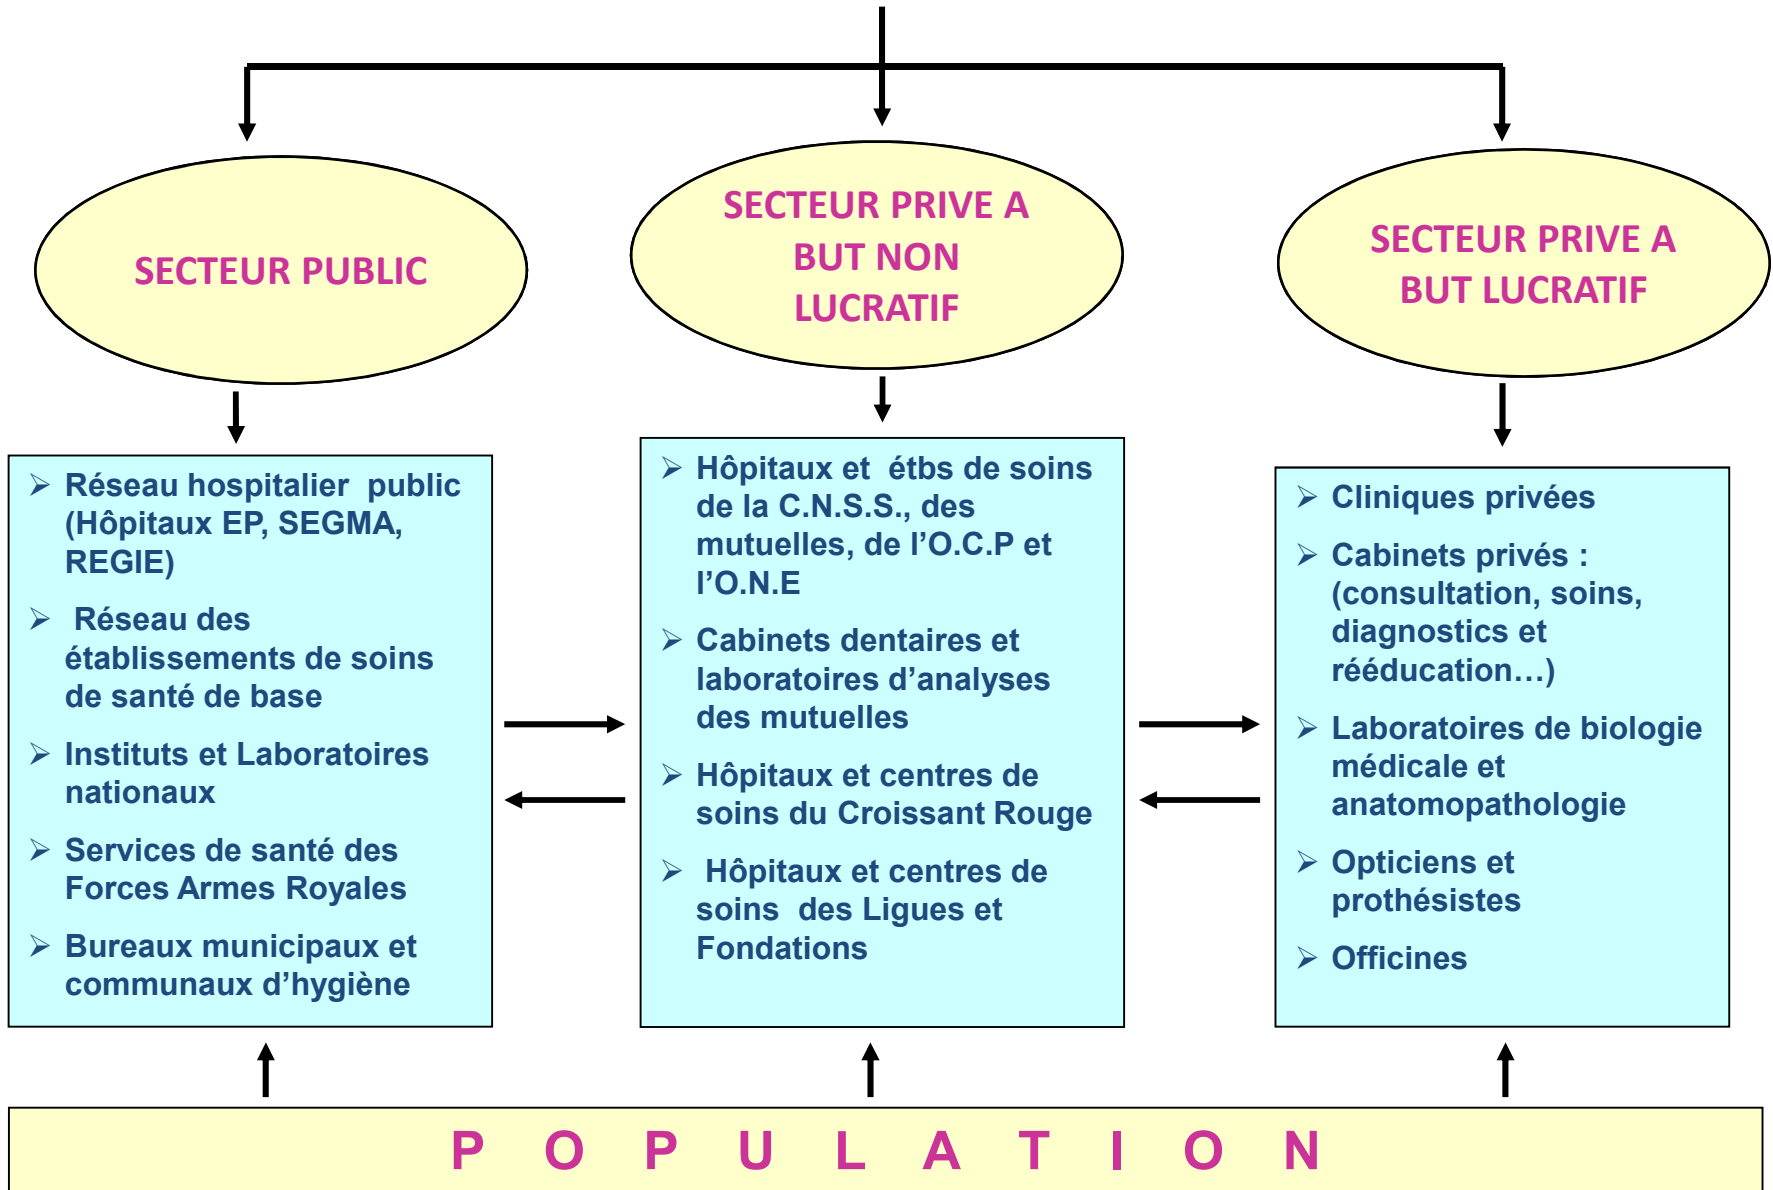 SECTEUR PUBLIC
SECTEUR PRIVE A
BUT NON
LUCRATIF
SECTEUR PRIVE A
BUT LUCRATIF
➢ Réseau hospitalier public
(Hôpitaux EP, SEGMA,
REGIE)
➢ Réseau des
établissements de soins
de santé de base
➢ Instituts et Laboratoires
nationaux
➢ Services de santé des
Forces Armes Royales
➢ Bureaux municipaux et
communaux d’hygiène
➢ Hôpitaux et étbs de soins
de la C.N.S.S., des
mutuelles, de l’O.C.P et
l’O.N.E
➢ Cabinets dentaires et
laboratoires d’analyses
des mutuelles
➢ Hôpitaux et centres de
soins du Croissant Rouge
➢ Hôpitaux et centres de
soins des Ligues et
Fondations
➢ Cliniques privées
➢ Cabinets privés :
(consultation, soins,
diagnostics et
rééducation…)
➢ Laboratoires de biologie
médicale et
anatomopathologie
➢ Opticiens et
prothésistes
➢ Officines
P O P U L A T I O N